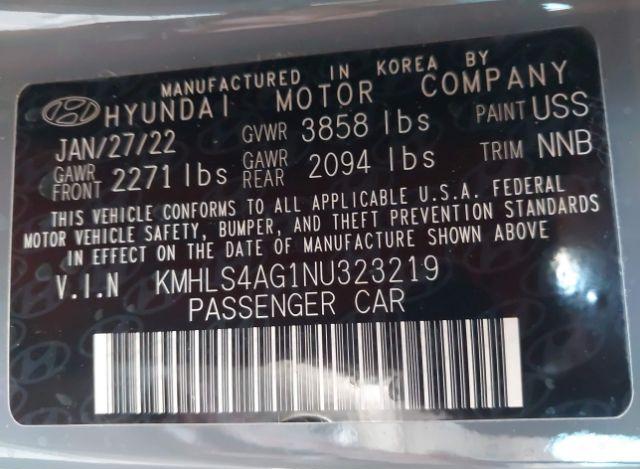 MANUFACTURED IN KOREA BY
HYUNDAI MOTOR COMPANY
JAN/27/22 GVWR 3858 lbs PAINT USS
GAWR FRONT 2271 lbs GAWR REAR 2094 lbs TRIM NNB
THIS VEHICLE CONFORMS TO ALL APPLICABLE U.S.A. FEDERAL
MOTOR VEHICLE SAFETY, BUMPER, AND THEFT PREVENTION STANDARDS
IN EFFECT ON THE DATE OF MANUFACTURE SHOWN ABOVE
V.I.N KMHLS4AG1NU323219
PASSENGER CAR